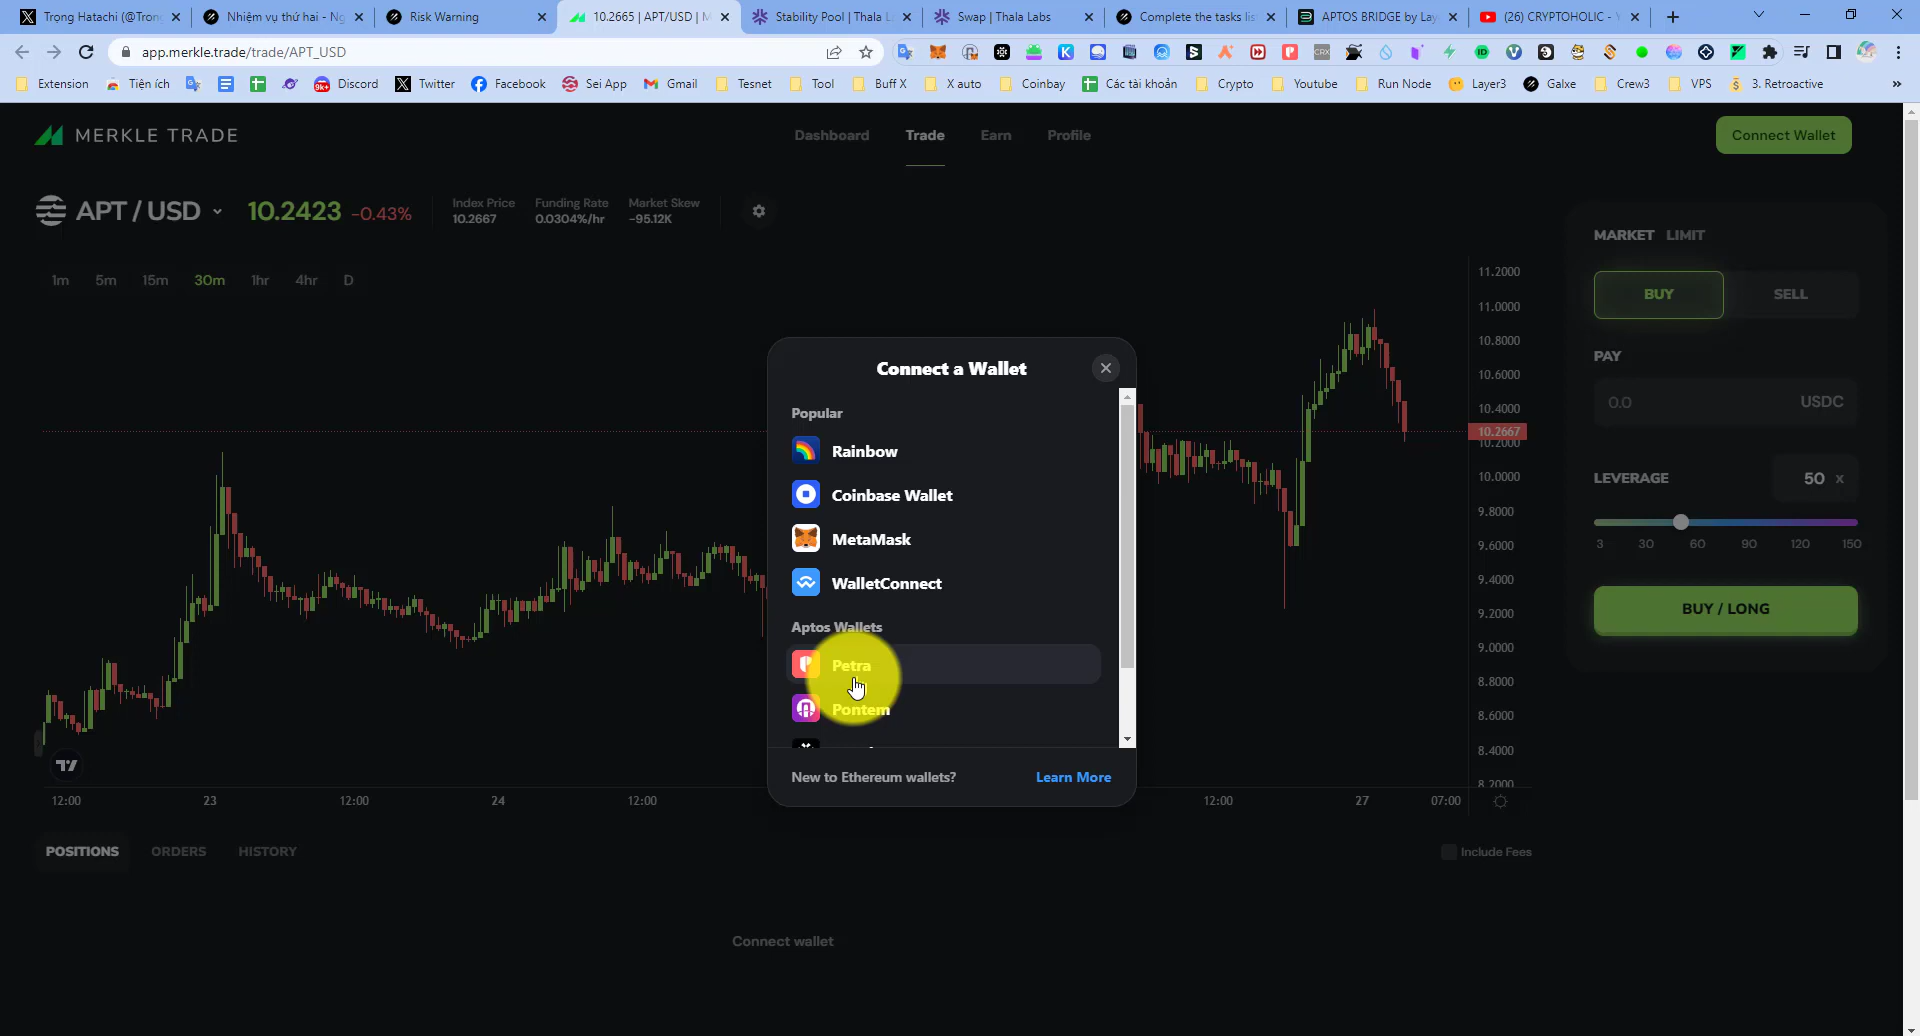 Trọng Hatachi (@Trọng
Nhiệm vụ thứ hai - Ng
Risk Warning
10.2665 | APT/USD | M
Stability Pool | Thala L
Swap | Thala Labs
Complete the tasks lis
APTOS BRIDGE by Lay
(26) CRYPTOHOLIC - Y
app.merkle.trade/trade/APT_USD
Extension
Tiện ích
9k+
Discord
Twitter
Facebook
Sei App
Gmail
Tesnet
Tool
Buff X
X auto
Coinbay
Các tài khoản
Crypto
Youtube
Run Node
Layer3
Galxe
Crew3
VPS
3. Retroactive
MERKLE TRADE
Dashboard
Trade
Earn
Profile
Connect Wallet
APT / USD
10.2423
-0.43%
Index Price
10.2667
Funding Rate
0.0304%/hr
Market Skew
-95.12K
1m
5m
15m
30m
1hr
4hr
D
MARKET LIMIT
BUY
SELL
PAY
0.0
USDC
LEVERAGE
50 x
3
30
60
90
120
150
BUY / LONG
11.2000
11.0000
10.8000
10.6000
10.4000
10.2667
10.2000
10.0000
9.8000
9.6000
9.4000
9.2000
9.0000
8.8000
8.6000
8.4000
8.2000
Connect a Wallet
Popular
Rainbow
Coinbase Wallet
MetaMask
WalletConnect
Aptos Wallets
Petra
Pontem
New to Ethereum wallets?
Learn More
12:00
23
12:00
24
12:00
12:00
27
07:00
POSITIONS
ORDERS
HISTORY
Include Fees
Connect wallet